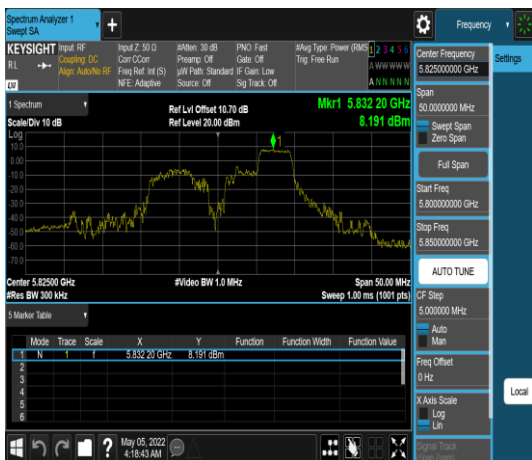 Spectrum Analyzer 1
Swept SA
+
Frequency
KEYSIGHT
RL
LXI
Input: RF
Coupling: DC
Align: Auto/No RF
Input Z: 50 Ω
Corr CCorr
Freq Ref: Int (S)
NFE: Adaptive
#Atten: 30 dB
Preamp: Off
µW Path: Standard
Source: Off
PNO: Fast
Gate: Off
IF Gain: Low
Sig Track: Off
#Avg Type: Power (RMS
Trig: Free Run
1 2 3 4 5 6
A WWWWW
A N N N N N
1 Spectrum
Scale/Div 10 dB
Ref Lvl Offset 10.70 dB
Ref Level 20.00 dBm
Mkr1 5.832 20 GHz
8.191 dBm
Log
10.0
0.00
-10.0
-20.0
-30.0
-40.0
-50.0
-60.0
-70.0
1
Center 5.82500 GHz
#Res BW 300 kHz
#Video BW 1.0 MHz
Span 50.00 MHz
Sweep 1.00 ms (1001 pts)
5 Marker Table
Mode Trace Scale X Y Function Function Width Function Value
1 N 1 f 5.832 20 GHz 8.191 dBm
2
3
4
5
6
May 05, 2022
4:18:43 AM
Center Frequency
5.825000000 GHz
Span
50.0000000 MHz
Swept Span
Zero Span
Full Span
Start Freq
5.800000000 GHz
Stop Freq
5.850000000 GHz
AUTO TUNE
CF Step
5.000000 MHz
Auto
Man
Freq Offset
0 Hz
X Axis Scale
Log
Lin
Signal Track
(Span Zoom)
Settings
Local